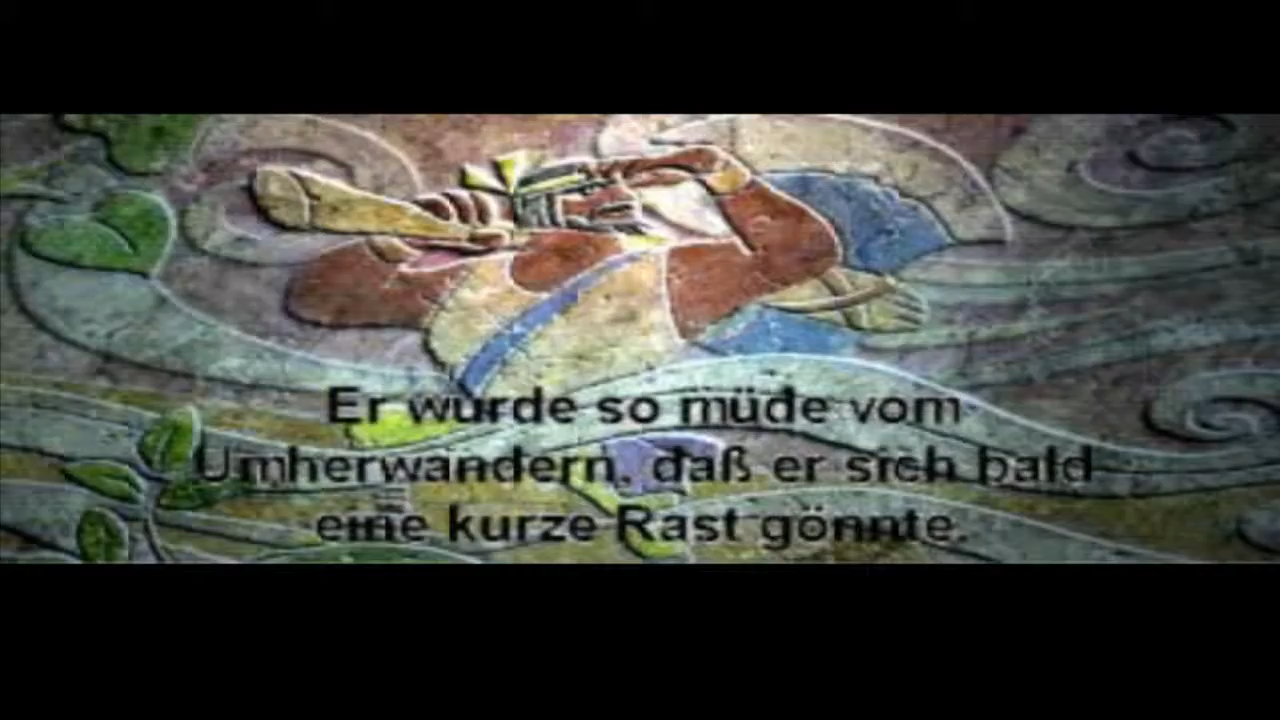 Er wurde so müde vom
Umherwandern, daß er sich bald
eine kurze Rast gönnte.